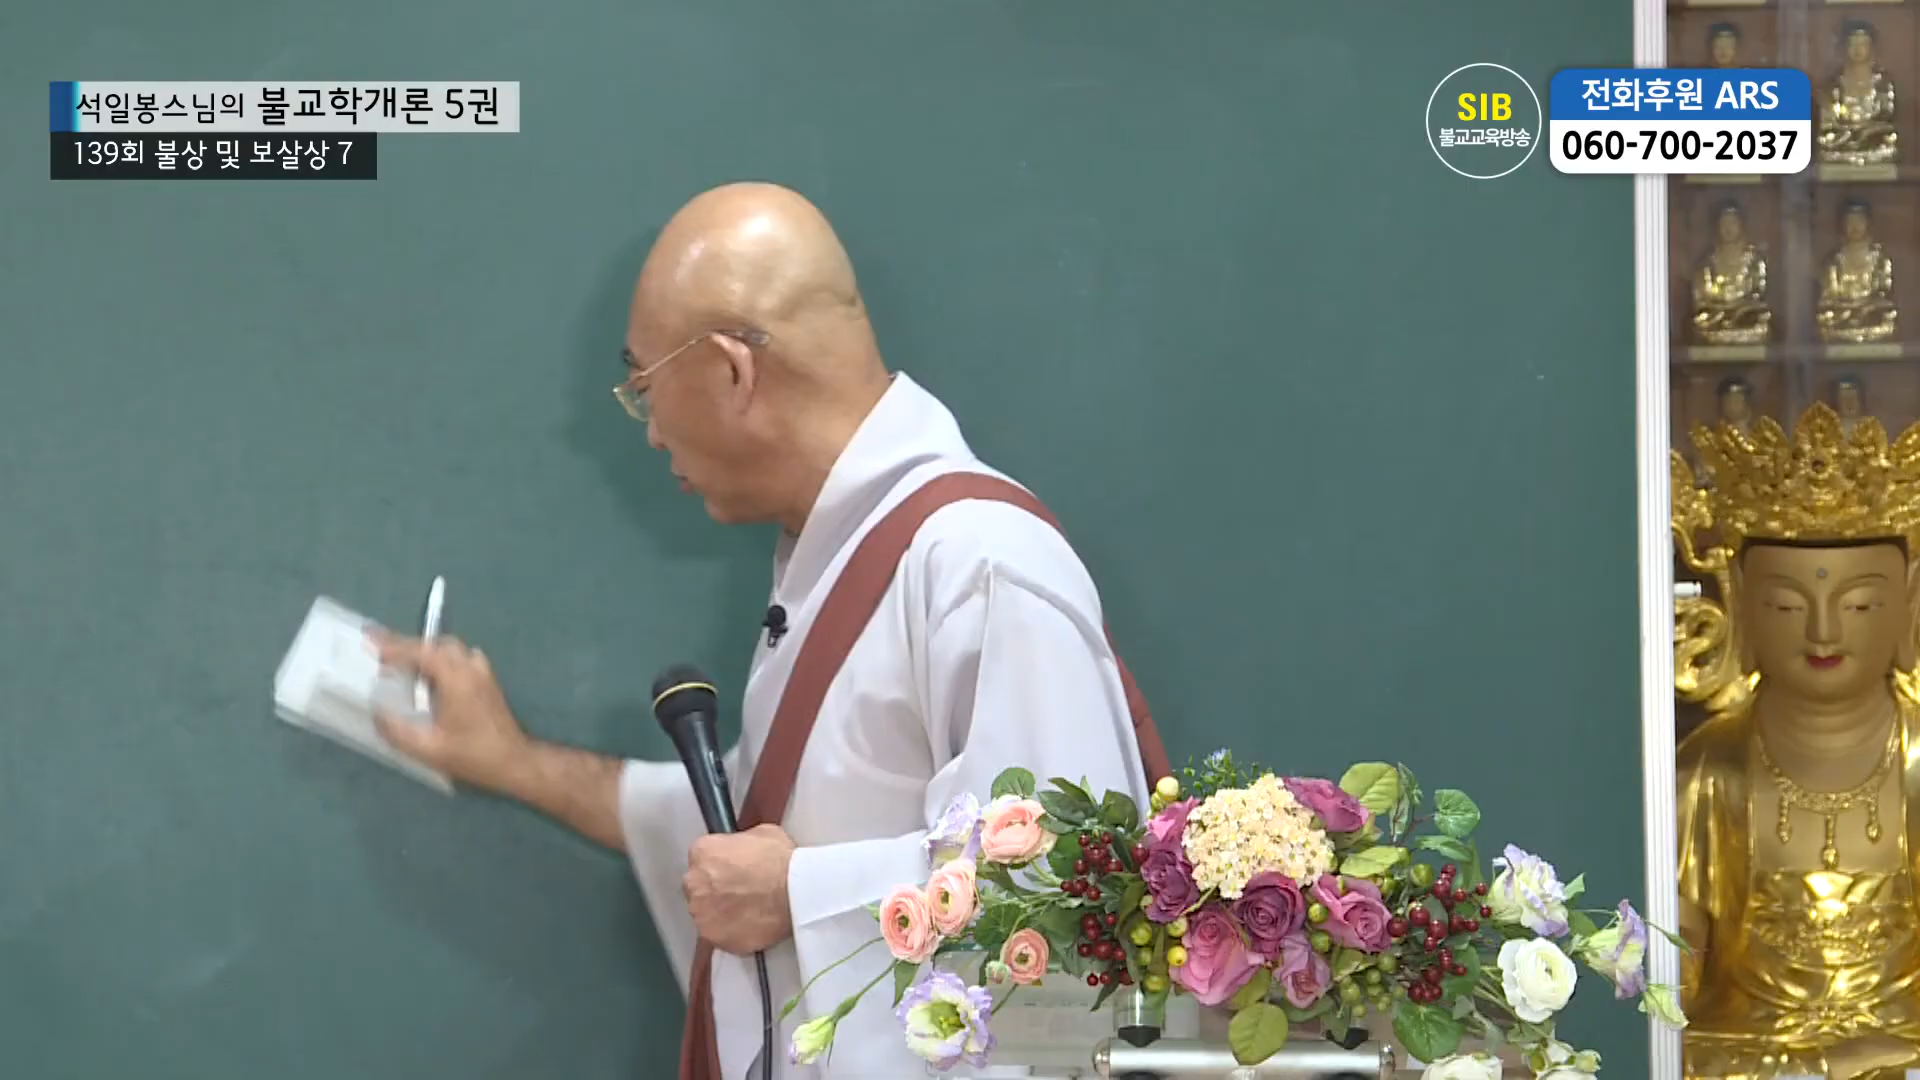 석일봉스님의 불교학개론 5권
139회 불상 및 보살상 7
SIB
불교교육방송
전화후원 ARS
060-700-2037